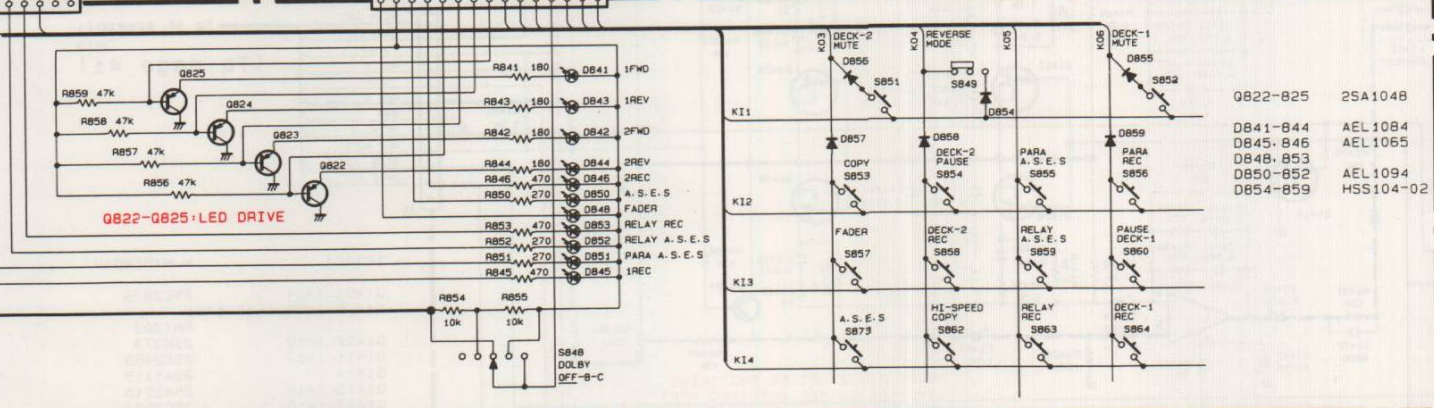 Q825
R859 47k
Q824
R858 47k
Q823
R857 47k
Q822
R856 47k
Q822-Q825:LED DRIVE
R841 180 D841 1FWD
R843 180 D843 1REV
R842 180 D842 2FWD
R844 180 D844 2REV
R846 470 D846 2REC
R850 270 D850 A.S.E.S
D848 FADER
R853 470 D853 RELAY REC
R852 270 D852 RELAY A.S.E.S
R851 270 D851 PARA A.S.E.S
R845 470 D845 1REC
R854
10k
R855
10k
S848
DOLBY
OFF-B-C
KO3
DECK-2
MUTE
D856
S851
KO4
REVERSE
MODE
S849
D854
KO5
KO6
DECK-1
MUTE
D855
S852
KI1
D857
COPY
S853
D858
DECK-2
PAUSE
S854
PARA
A.S.E.S
S855
D859
PARA
REC
S856
KI2
FADER
S857
DECK-2
REC
S858
RELAY
A.S.E.S
S859
PAUSE
DECK-1
S860
KI3
A.S.E.S
S873
HI-SPEED
COPY
S862
RELAY
REC
S863
DECK-1
REC
S864
KI4
Q822-825 2SA1048
D841-844 AEL1084
D845,846 AEL1065
D848,853
D850-852 AEL1094
D854-859 HSS104-02